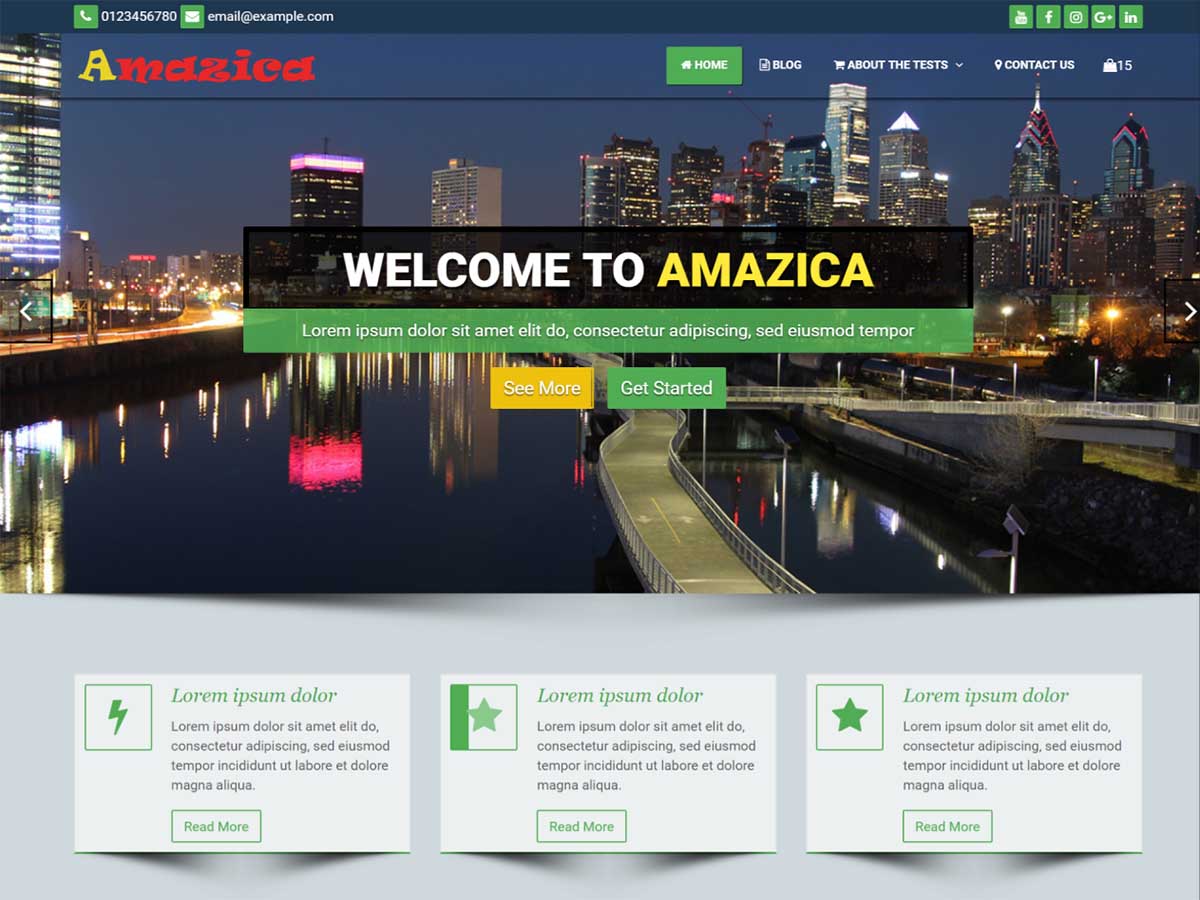 0123456780 email@example.com
Amazica
HOME BLOG ABOUT THE TESTS CONTACT US 15
WELCOME TO AMAZICA
Lorem ipsum dolor sit amet elit do, consectetur adipiscing, sed eiusmod tempor
See More Get Started
Lorem ipsum dolor
Lorem ipsum dolor sit amet elit do,
consectetur adipiscing, sed eiusmod
tempor incididunt ut labore et dolore
magna aliqua.
Read More
Lorem ipsum dolor
Lorem ipsum dolor sit amet elit do,
consectetur adipiscing, sed eiusmod
tempor incididunt ut labore et dolore
magna aliqua.
Read More
Lorem ipsum dolor
Lorem ipsum dolor sit amet elit do,
consectetur adipiscing, sed eiusmod
tempor incididunt ut labore et dolore
magna aliqua.
Read More